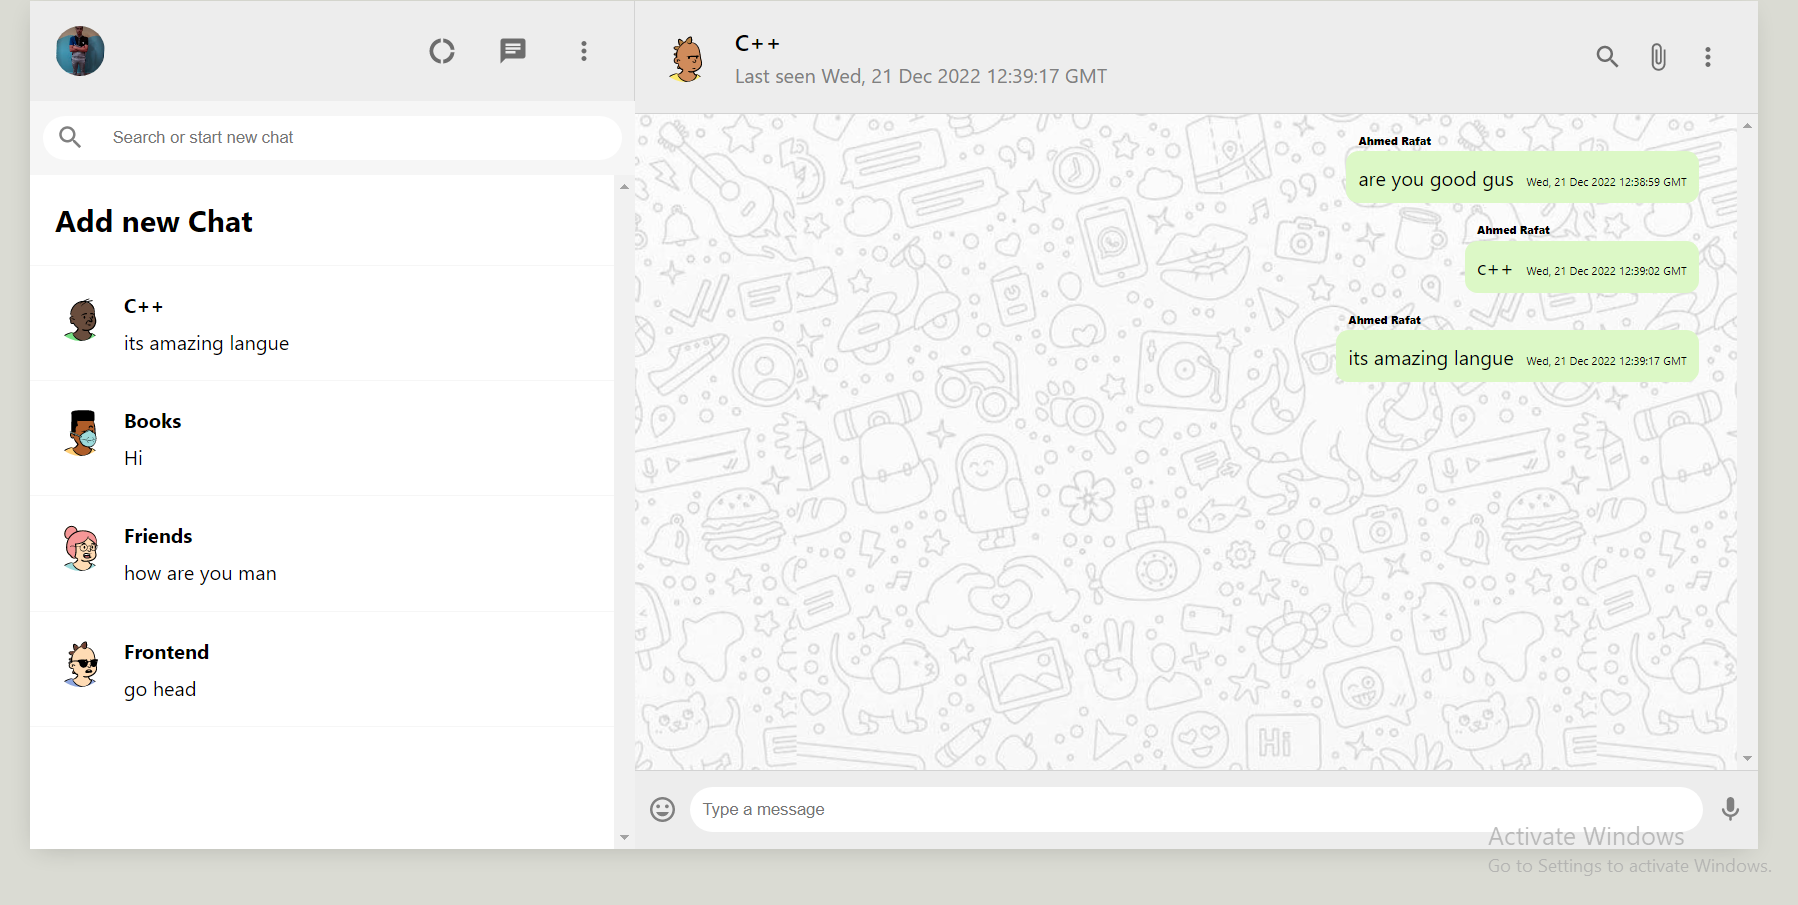 Search or start new chat
Add new Chat
C++
its amazing langue
Books
Hi
Friends
how are you man
Frontend
go head
C++
Last seen Wed, 21 Dec 2022 12:39:17 GMT
Ahmed Rafat
are you good gus Wed, 21 Dec 2022 12:38:59 GMT
Ahmed Rafat
c++ Wed, 21 Dec 2022 12:39:02 GMT
Ahmed Rafat
its amazing langue Wed, 21 Dec 2022 12:39:17 GMT
Hi
Type a message
Activate Windows
Go to Settings to activate Windows.